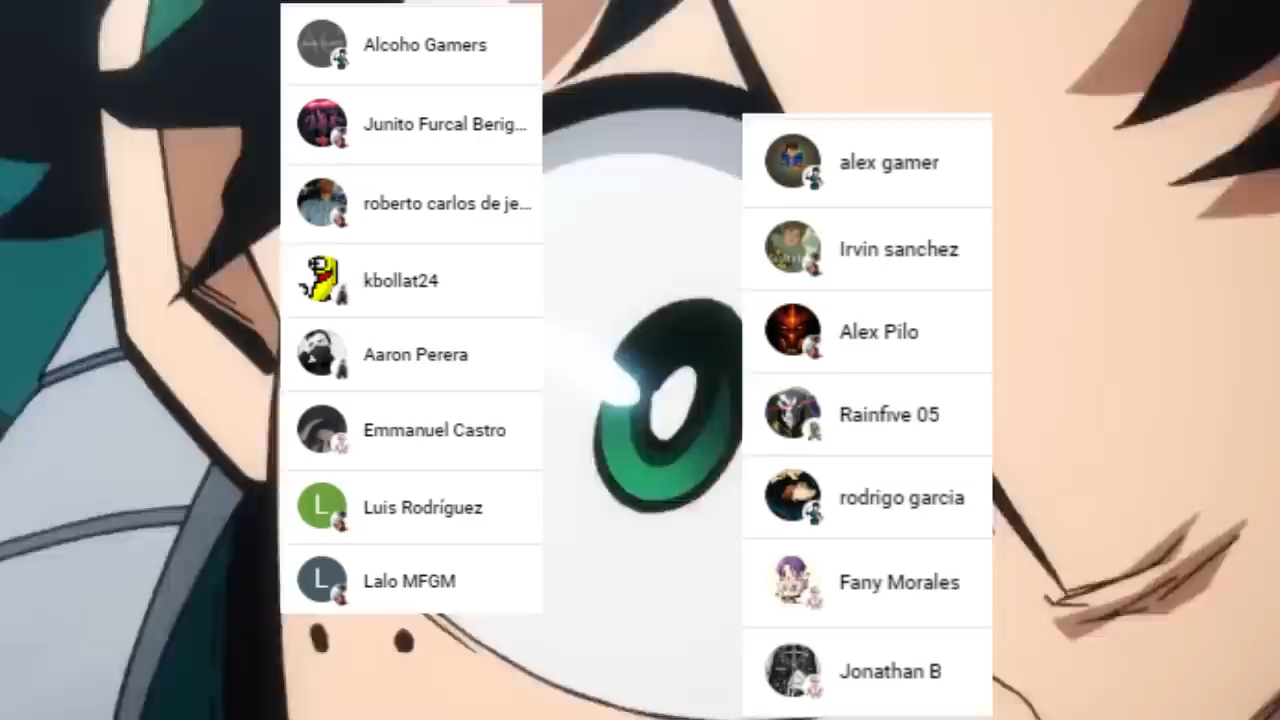 Alcoho Gamers
Junito Furcal Berig...
roberto carlos de je...
kbollat24
Aaron Perera
Emmanuel Castro
L
Luis Rodríguez
L
Lalo MFGM
alex gamer
Irvin sanchez
Alex Pilo
Rainfive 05
rodrigo garcia
Fany Morales
Jonathan B